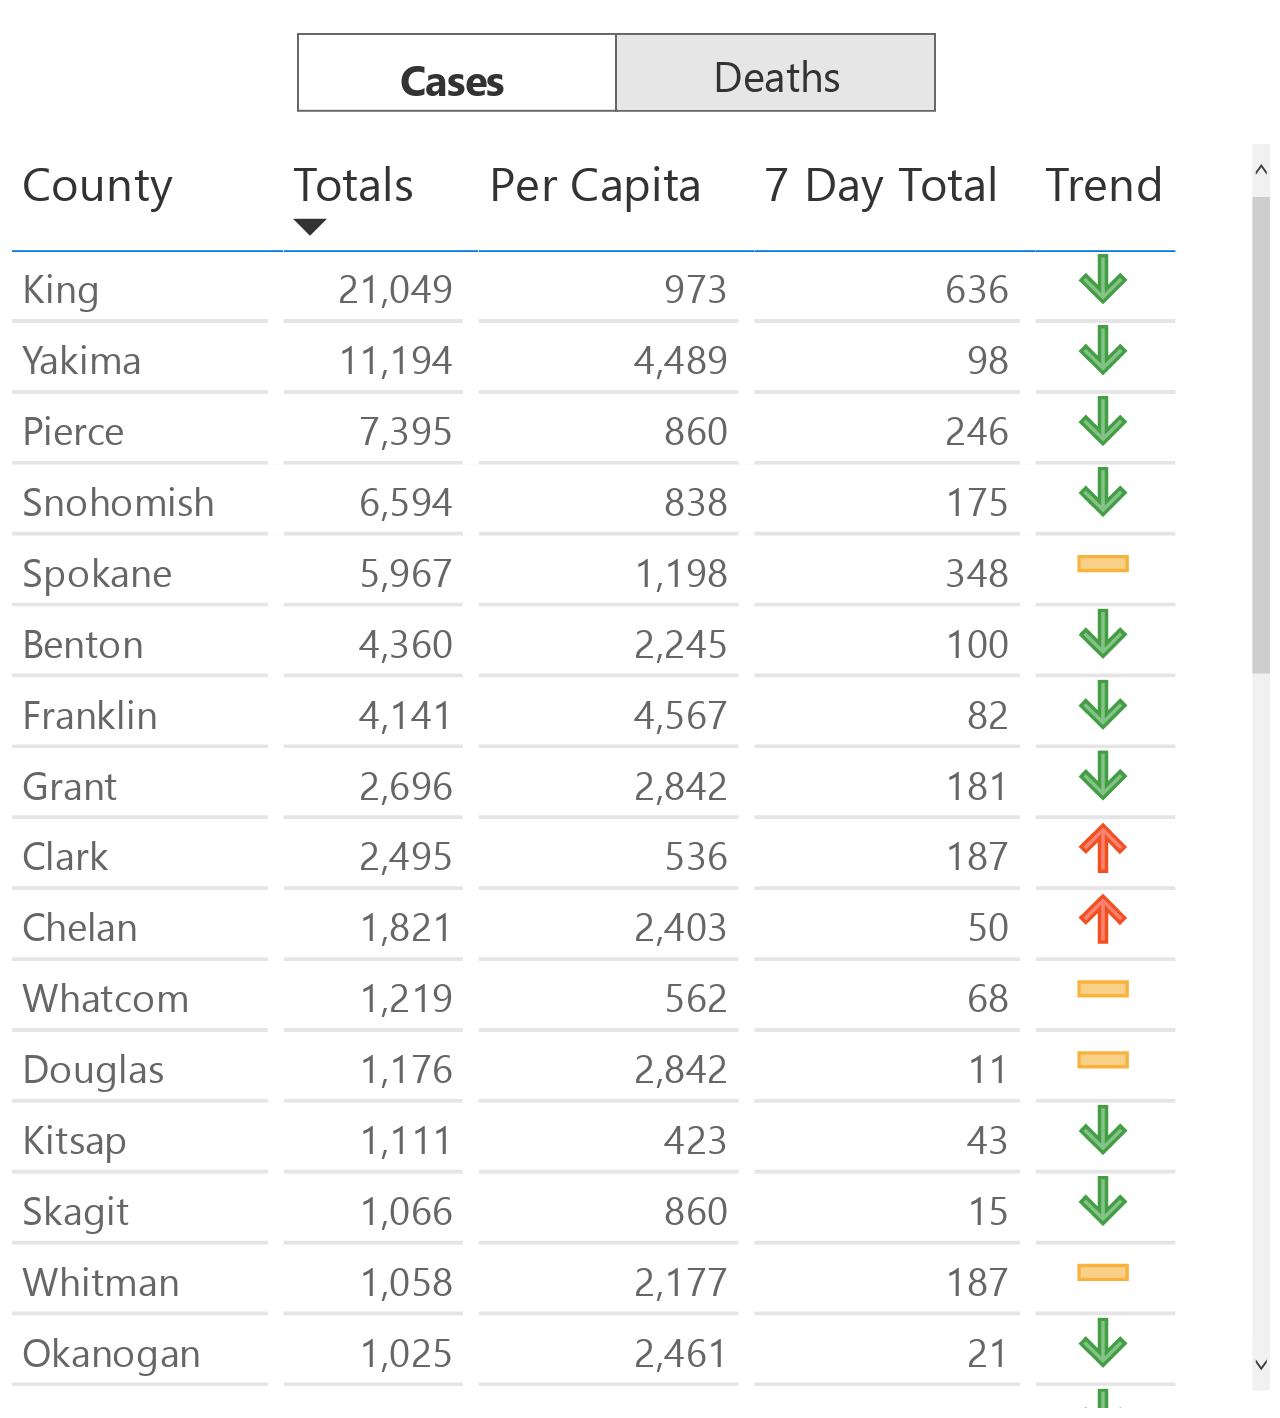 Cases Deaths
County Totals Per Capita 7 Day Total Trend
King 21,049 973 636
Yakima 11,194 4,489 98
Pierce 7,395 860 246
Snohomish 6,594 838 175
Spokane 5,967 1,198 348
Benton 4,360 2,245 100
Franklin 4,141 4,567 82
Grant 2,696 2,842 181
Clark 2,495 536 187
Chelan 1,821 2,403 50
Whatcom 1,219 562 68
Douglas 1,176 2,842 11
Kitsap 1,111 423 43
Skagit 1,066 860 15
Whitman 1,058 2,177 187
Okanogan 1,025 2,461 21